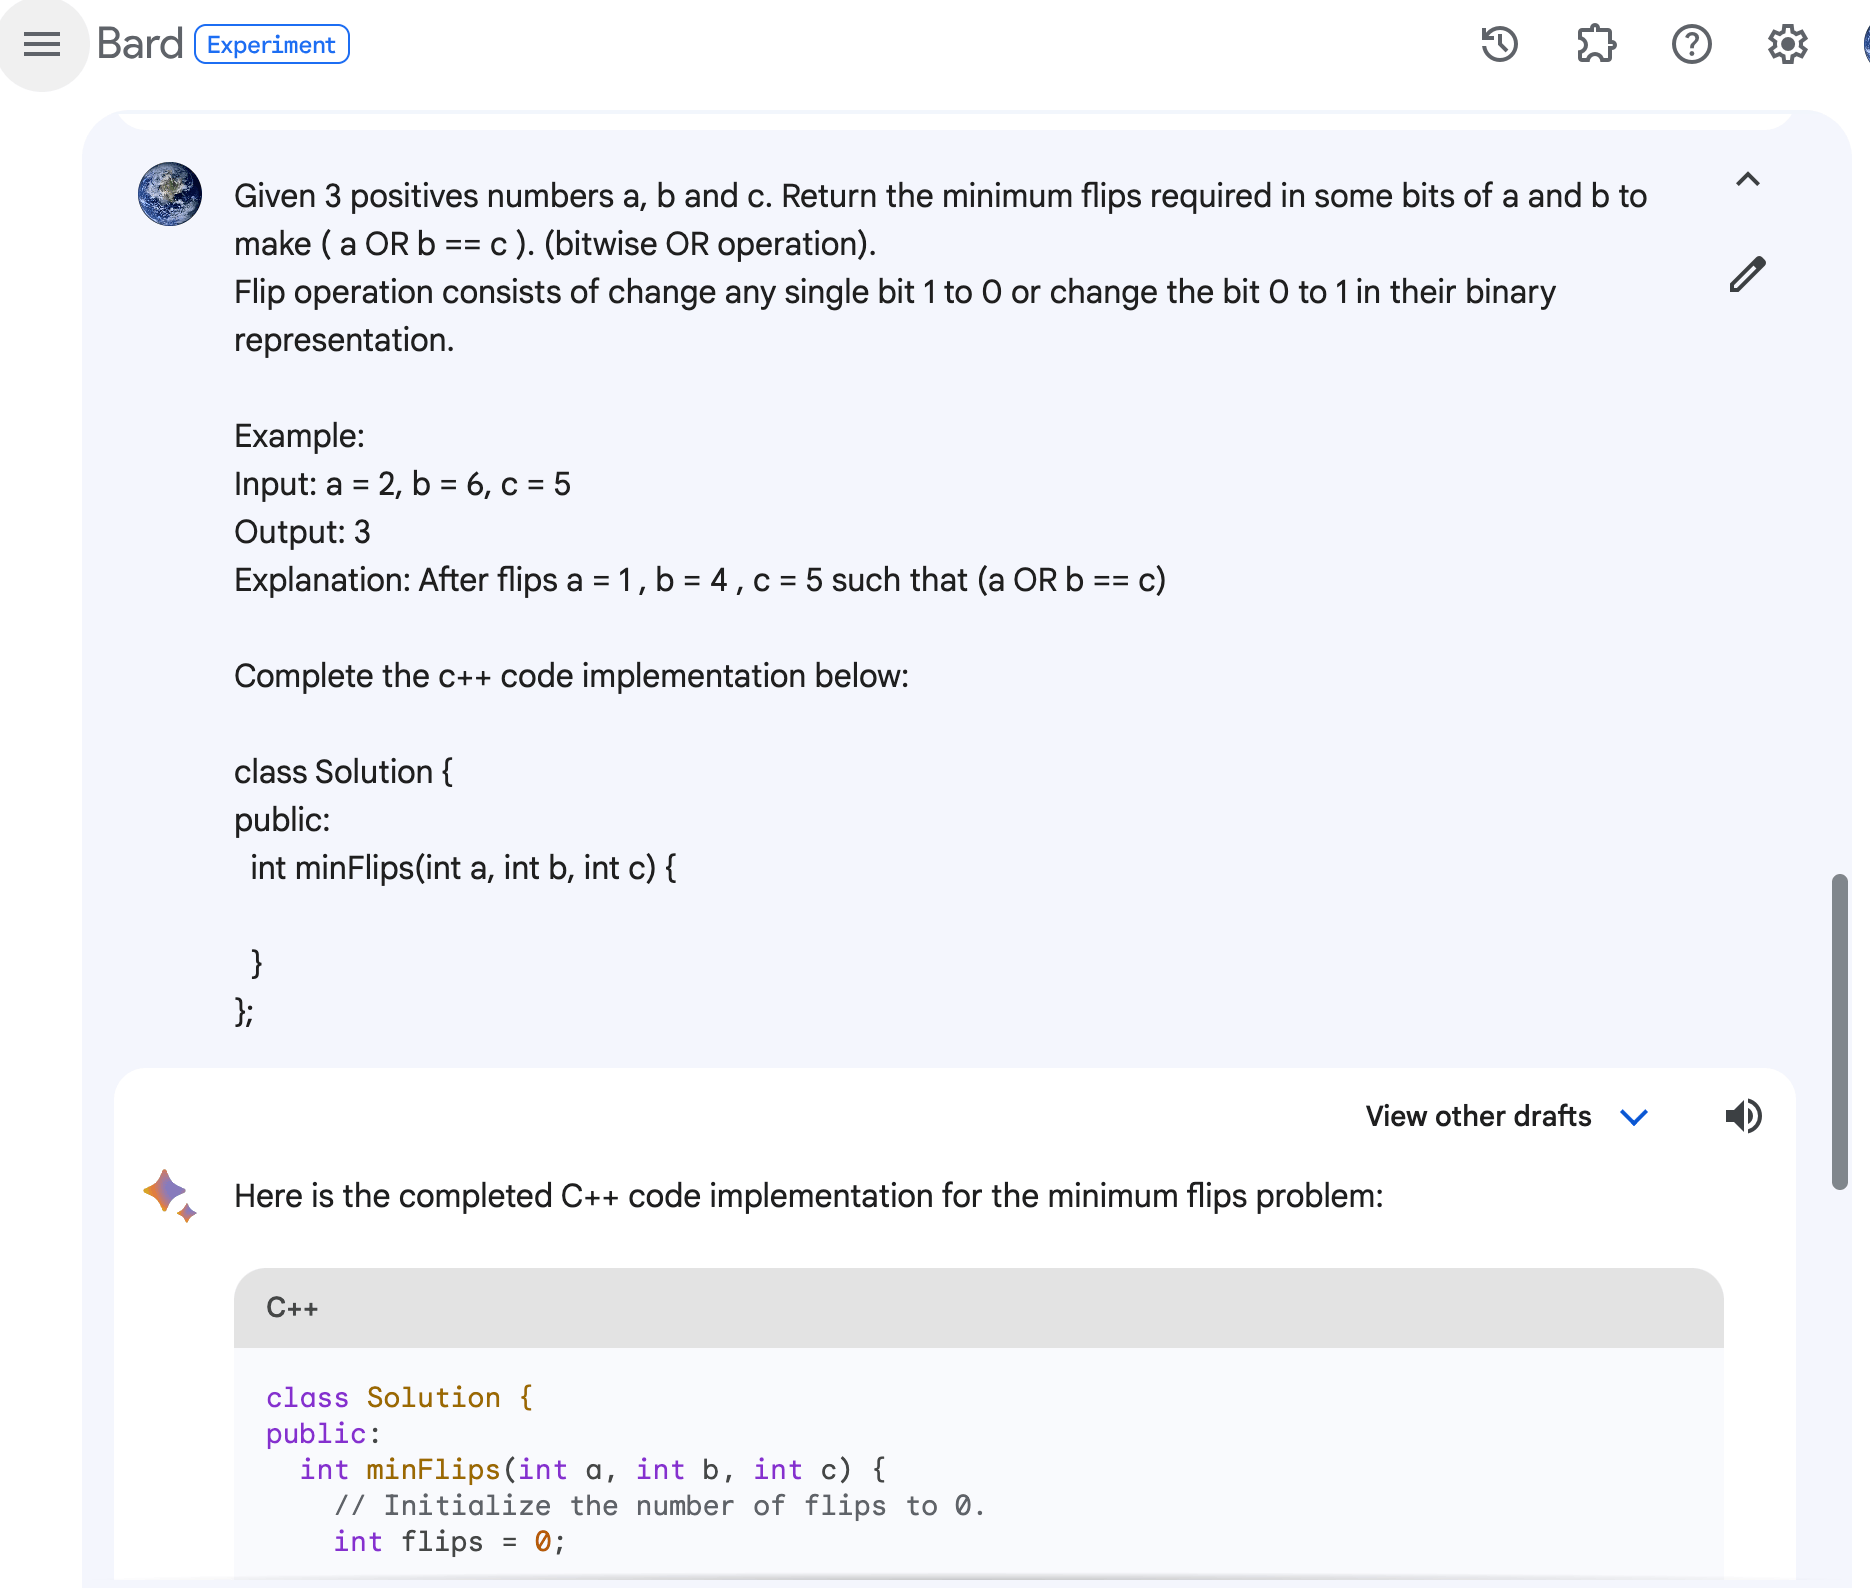 Bard Experiment
Given 3 positives numbers a, b and c. Return the minimum flips required in some bits of a and b to
make ( a OR b == c ). (bitwise OR operation).
Flip operation consists of change any single bit 1 to 0 or change the bit 0 to 1 in their binary
representation.
Example:
Input: a = 2, b = 6, c = 5
Output: 3
Explanation: After flips a = 1 , b = 4 , c = 5 such that (a OR b == c)
Complete the c++ code implementation below:
class Solution {
public:
int minFlips(int a, int b, int c) {
}
};
View other drafts
Here is the completed C++ code implementation for the minimum flips problem:
C++
class Solution {
public:
int minFlips(int a, int b, int c) {
// Initialize the number of flips to 0.
int flips = 0;